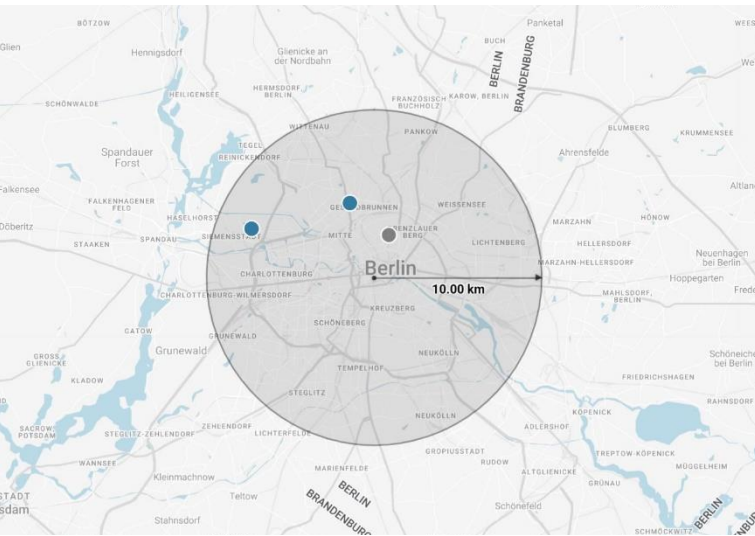 BÖTZOW
Panketal
Glien
Hennigsdorf
Glienicke an
der Nordbahn
BUCH
BERLIN
BRANDENBURG
HEILIGENSEE
HERMSDORF
BERLIN
FRANZÖSISCH
BUCHHOLZ
KAROW, BERLIN
SCHÖNWALDE
WITTENAU
PANKOW
BLUMBERG
KRUMMENSEE
TEGEL
REINICKENDORF
Spandauer
Forst
Ahrensfelde
Falkensee
FALKENHAGENER
FELD
WEISSENSEE
Altlan
HASELHORST
MARZAHN
HÖNOW
Döberitz
STAAKEN
SPANDAU
MITTE
BERG
LICHTENBERG
HELLERSDORF
Neuenhagen
bei Berlin
MARZAHN-HELLERSDORF
Berlin
CHARLOTTENBURG
Hoppegarten
10.00 km
MAHLSDORF,
BERLIN
Frede
CHARLOTTENBURG-WILMERSDORF
KREUZBERG
SCHÖNEBERG
GATOW
GRUNEWALD
Grunewald
NEUKÖLLN
GROSS
GLIENICKE
Schöneiche
bei Berlin
TEMPELHOF
KLADOW
FRIEDRICHSHAGEN
STEGLITZ
RAHNSDORF
NEUKÖLLN
KÖPENICK
SACROW,
POTSDAM
ZEHLENDORF
STEGLITZ-ZEHLENDORF
LICHTERFELDE
ADLERSHOF
GROPIUSSTADT
TREPTOW-KÖPENICK
WANNSEE
MARIENFELDE
RUDOW
MÜGGELHEIM
Kleinmachnow
ALTGLIENICKE
GRÜNAU
STADT
sdam
Teltow
BERLIN
BRANDENBURG
Schönefeld
Stahnsdorf
SCHMÖCKWITZ
BERLIN